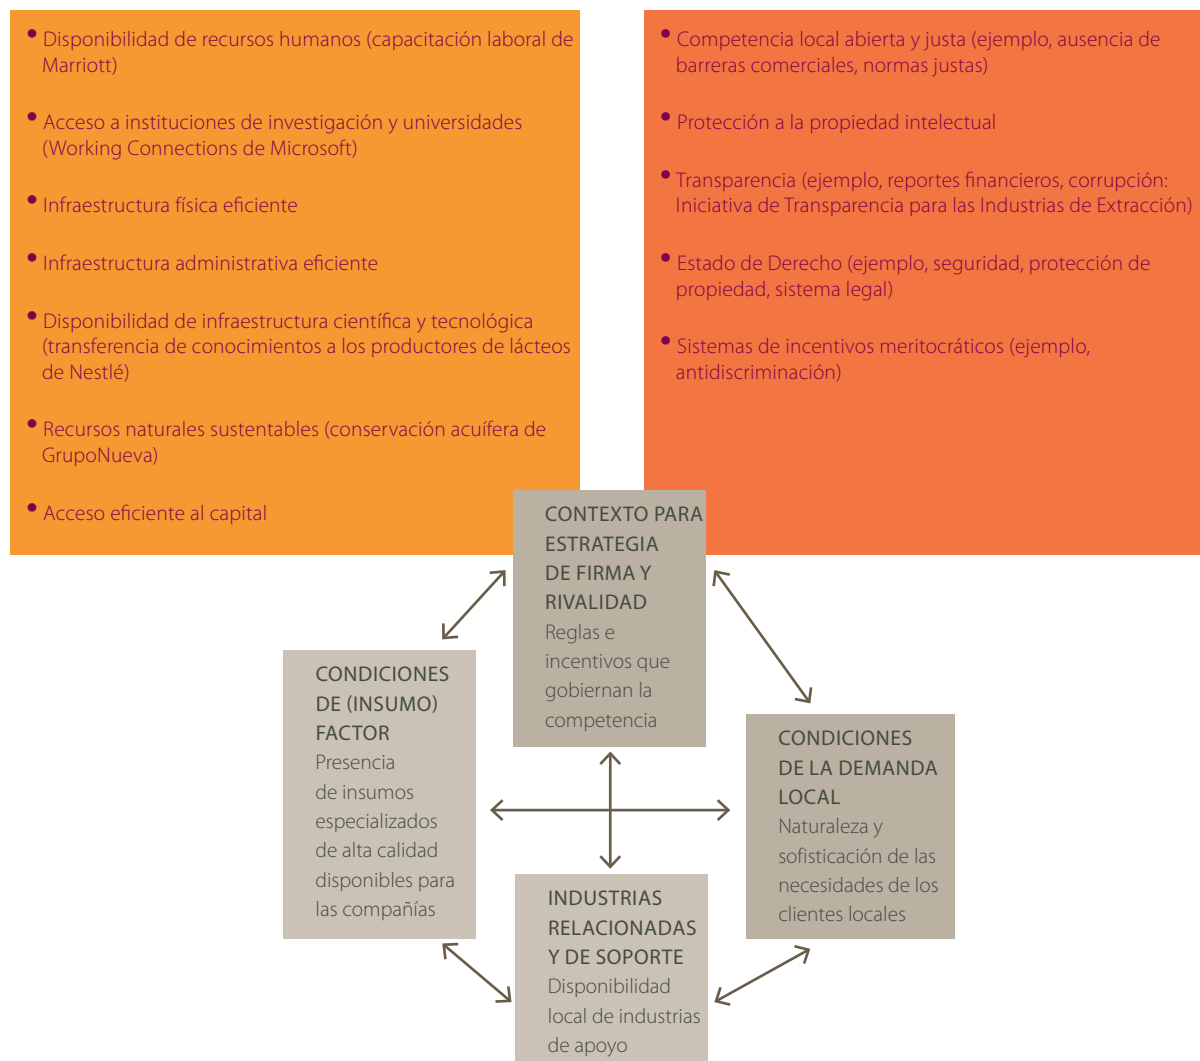 • Disponibilidad de recursos humanos (capacitación laboral de
Marriott)
• Acceso a instituciones de investigación y universidades
(Working Connections de Microsoft)
• Infraestructura física eficiente
• Infraestructura administrativa eficiente
• Disponibilidad de infraestructura científica y tecnológica
(transferencia de conocimientos a los productores de lácteos
de Nestlé)
• Recursos naturales sustentables (conservación acuífera de
GrupoNueva)
• Acceso eficiente al capital
• Competencia local abierta y justa (ejemplo, ausencia de
barreras comerciales, normas justas)
• Protección a la propiedad intelectual
• Transparencia (ejemplo, reportes financieros, corrupción:
Iniciativa de Transparencia para las Industrias de Extracción)
• Estado de Derecho (ejemplo, seguridad, protección de
propiedad, sistema legal)
• Sistemas de incentivos meritocráticos (ejemplo,
antidiscriminación)
CONTEXTO PARA
ESTRATEGIA
DE FIRMA Y
RIVALIDAD
Reglas e
incentivos que
gobiernan la
competencia
CONDICIONES
DE (INSUMO)
FACTOR
Presencia
de insumos
especializados
de alta calidad
disponibles para
las compañías
CONDICIONES
DE LA DEMANDA
LOCAL
Naturaleza y
sofisticación de las
necesidades de los
clientes locales
INDUSTRIAS
RELACIONADAS
Y DE SOPORTE
Disponibilidad
local de industrias
de apoyo